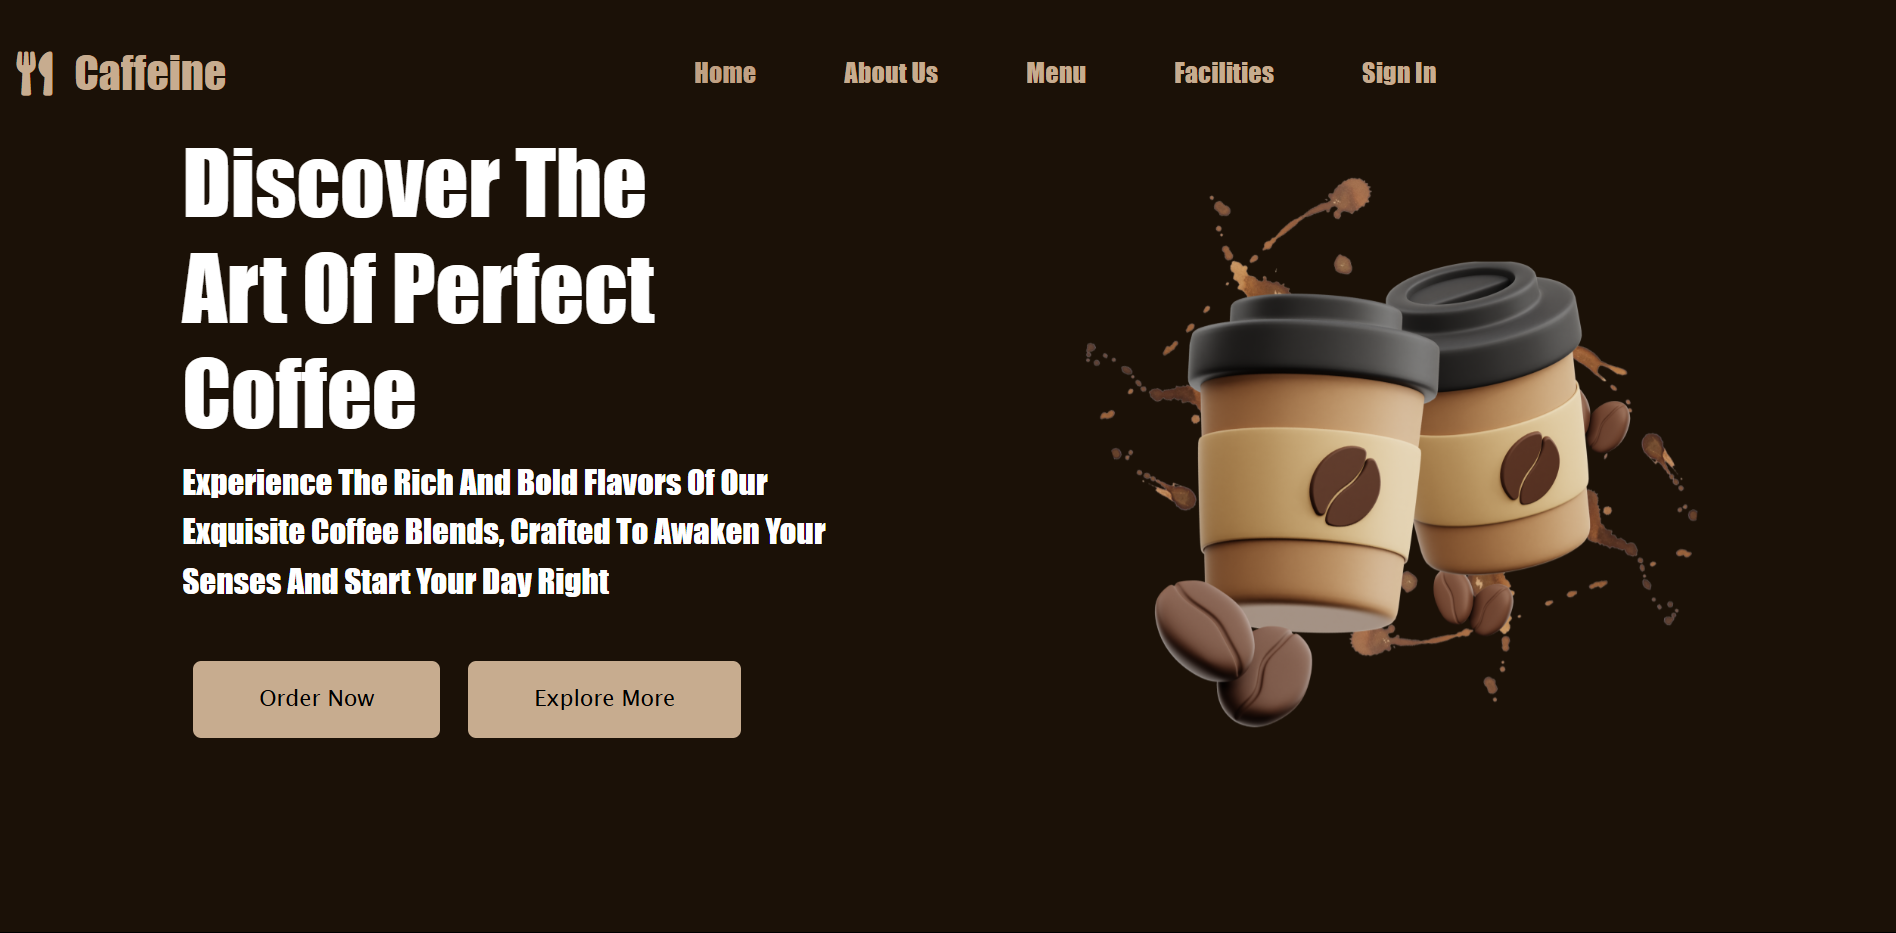 Caffeine
Home About Us Menu Facilities Sign In
Discover The
Art Of Perfect
Coffee
Experience The Rich And Bold Flavors Of Our
Exquisite Coffee Blends, Crafted To Awaken Your
Senses And Start Your Day Right
Order Now Explore More